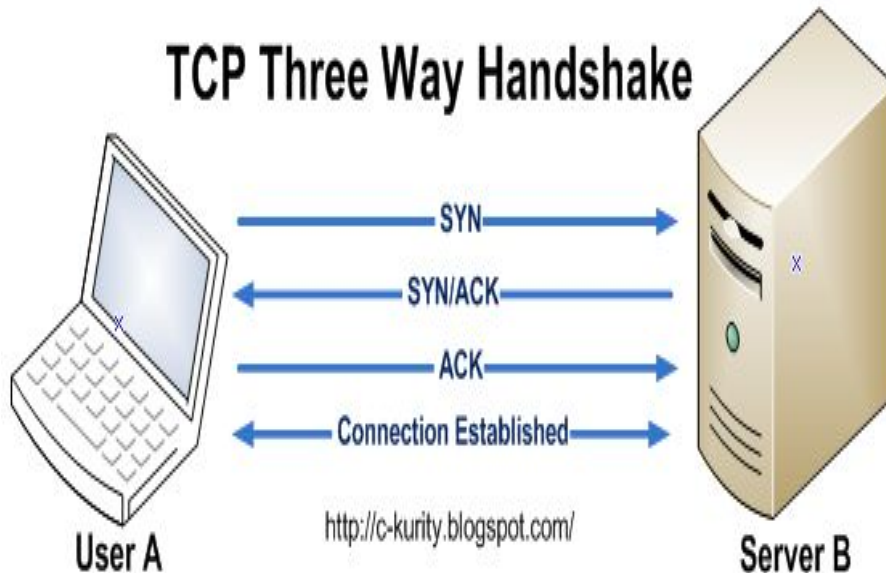 TCP Three Way Handshake
SYN
SYN/ACK
ACK
Connection Established
http://c-kurity.blogspot.com/
User A
Server B